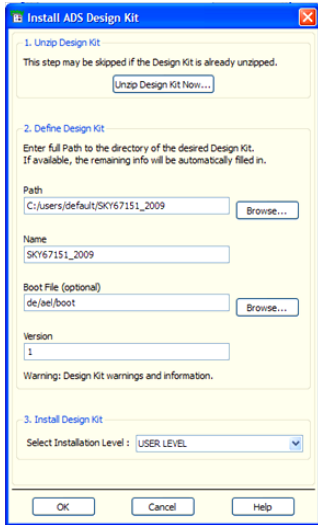 Install ADS Design Kit
1. Unzip Design Kit
This step may be skipped if the Design Kit is already unzipped.
Unzip Design Kit Now...
2. Define Design Kit
Enter full Path to the directory of the desired Design Kit.
If available, the remaining info will be automatically filled in.
Path
C:/users/default/SKY67151_2009
Browse...
Name
SKY67151_2009
Boot File (optional)
de/ael/boot
Browse...
Version
1
Warning: Design Kit warnings and information.
3. Install Design Kit
Select Installation Level : USER LEVEL
OK Cancel Help